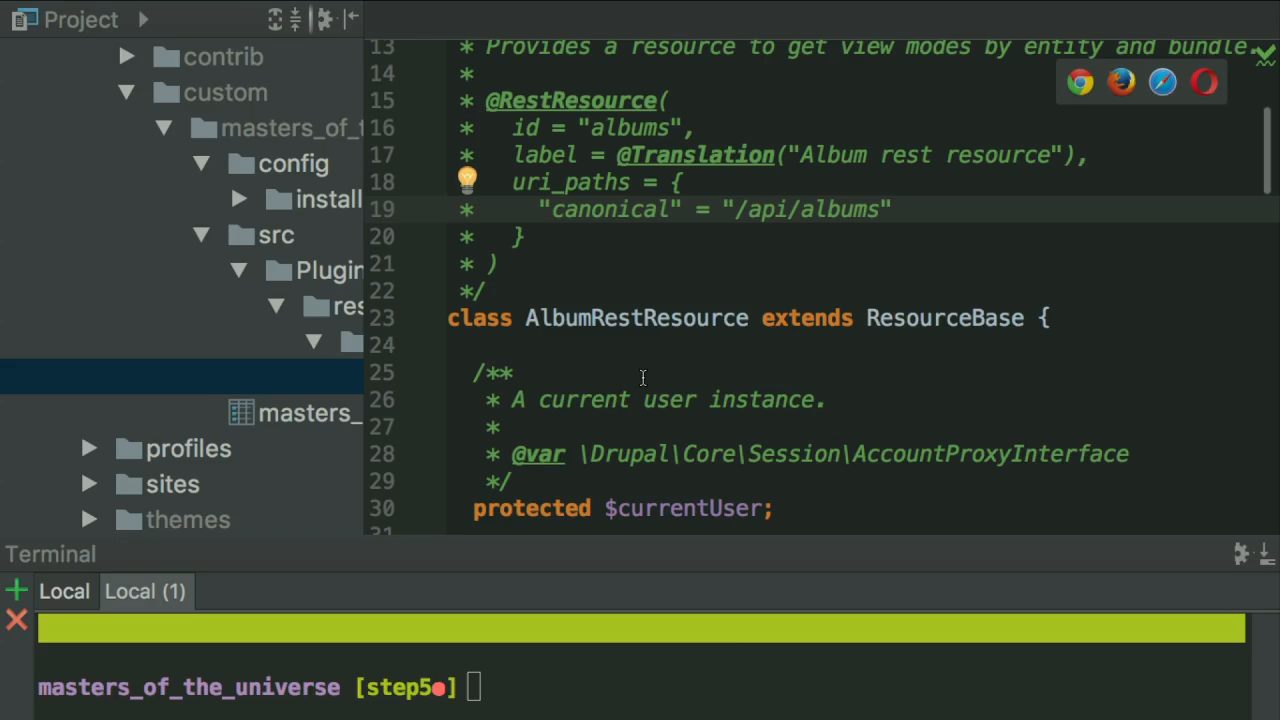 Project
contrib
custom
masters_of_t
config
install
src
Plugin
res
masters_
profiles
sites
themes
13 * Provides a resource to get view modes by entity and bundle.
14 *
15 * @RestResource(
16 * id = "albums",
17 * label = @Translation("Album rest resource"),
18 uri_paths = {
19 * "canonical" = "/api/albums"
20 * }
21 * )
22 */
23 class AlbumRestResource extends ResourceBase {
24
25 /**
26 * A current user instance.
27 *
28 * @var \Drupal\Core\Session\AccountProxyInterface
29 */
30 protected $currentUser;
31
Terminal
Local Local (1)
masters_of_the_universe [step5●]